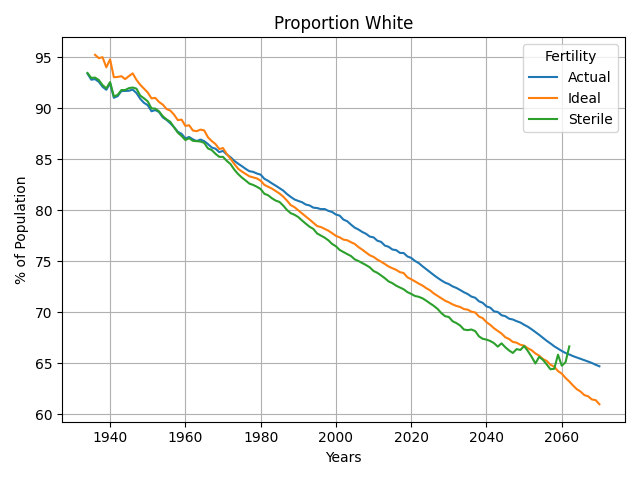 Proportion White
Fertility
Actual
Ideal
Sterile
% of Population
95
90
85
80
75
70
65
60
1940
1960
1980
2000
2020
2040
2060
Years